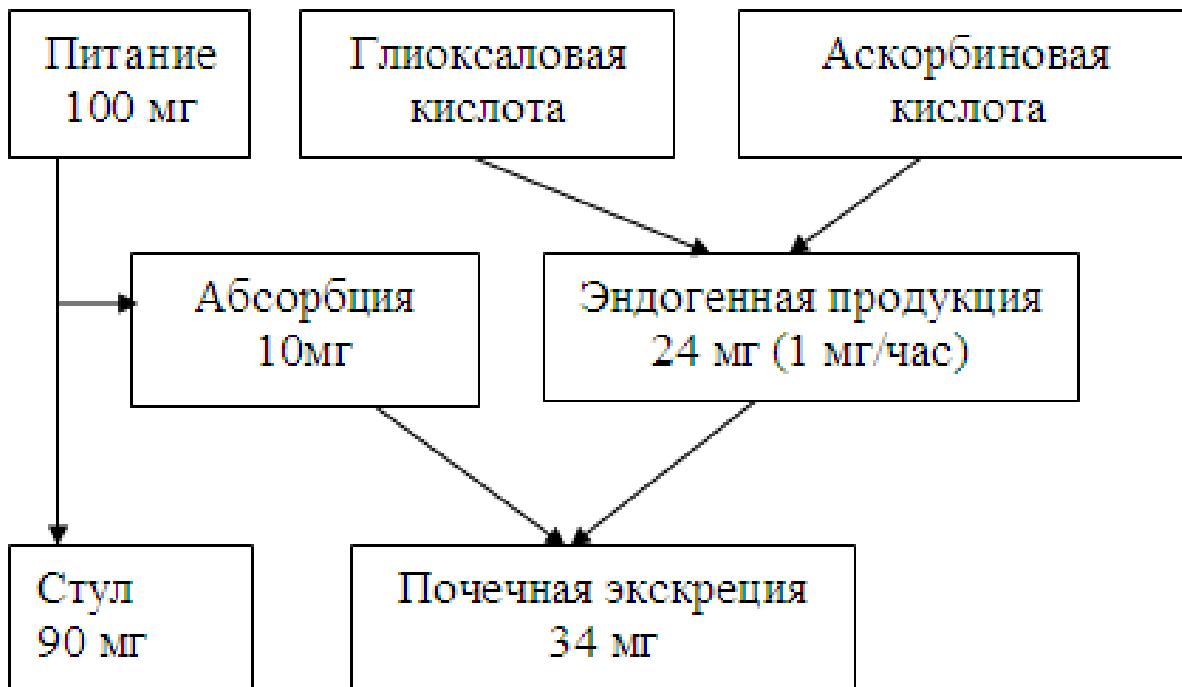 Питание
100 мг
Глиоксаловая
кислота
Аскорбиновая
кислота
Абсорбция
10мг
Эндогенная продукция
24 мг (1 мг/час)
Стул
90 мг
Почечная экскреция
34 мг